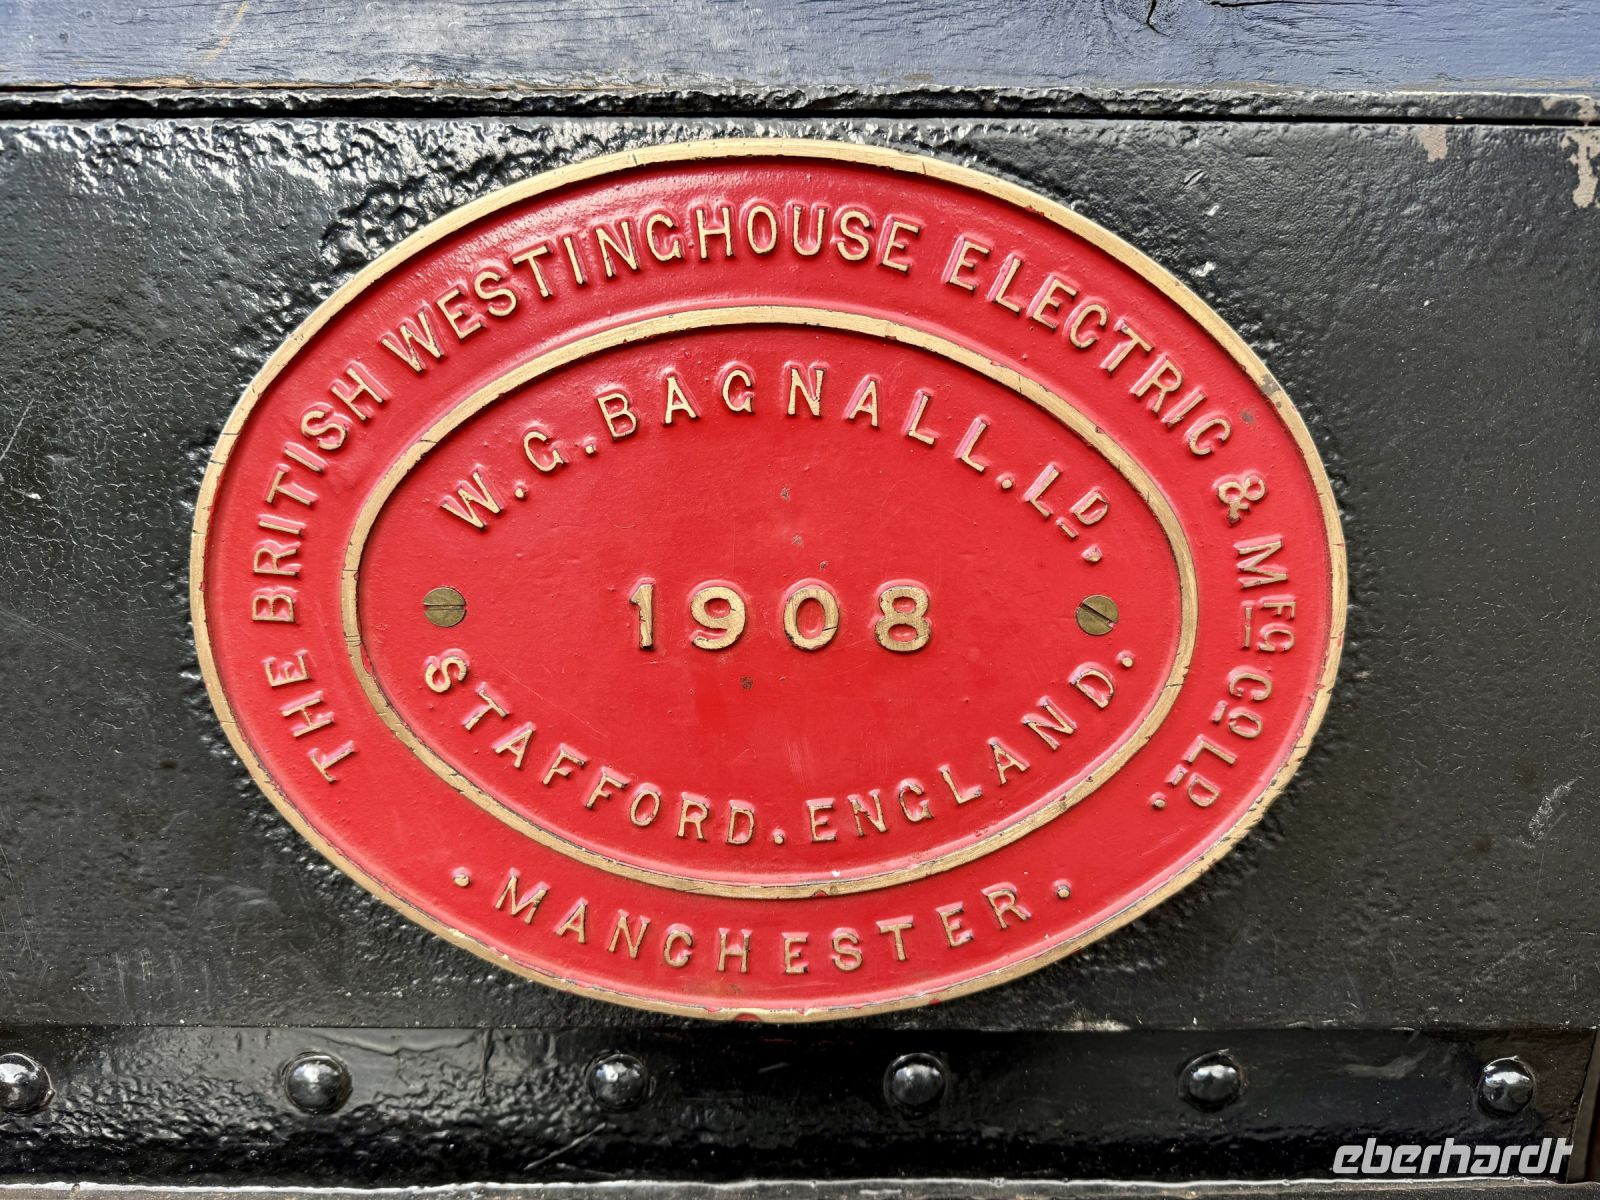 THE BRITISH WESTINGHOUSE ELECTRIC & MFG CO LD.
W.G.BAGNALL.LD.
1908
STAFFORD.ENGLAND.
.MANCHESTER.
eberhardt